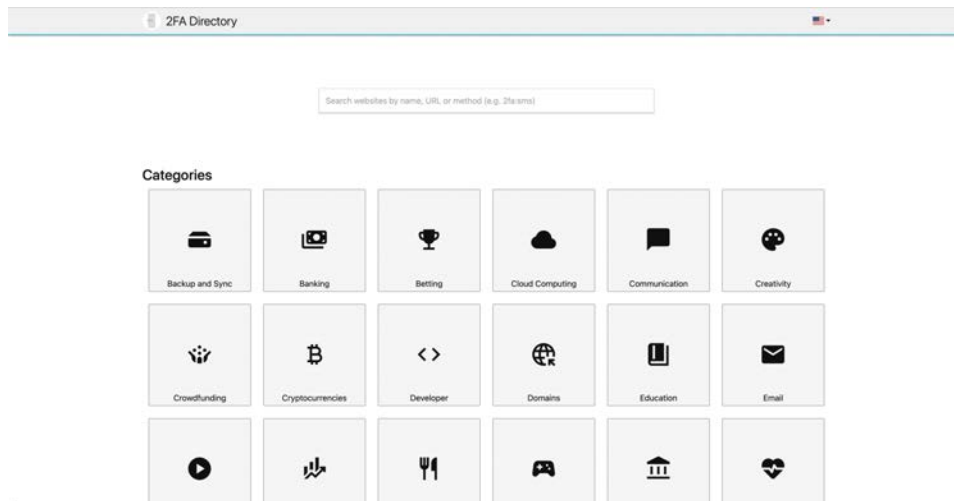 2FA Directory
Search websites by name, URL or method (e.g. 2fa:sms)
Categories
Backup and Sync
Banking
Betting
Cloud Computing
Communication
Creativity
Crowdfunding
Cryptocurrencies
Developer
Domains
Education
Email